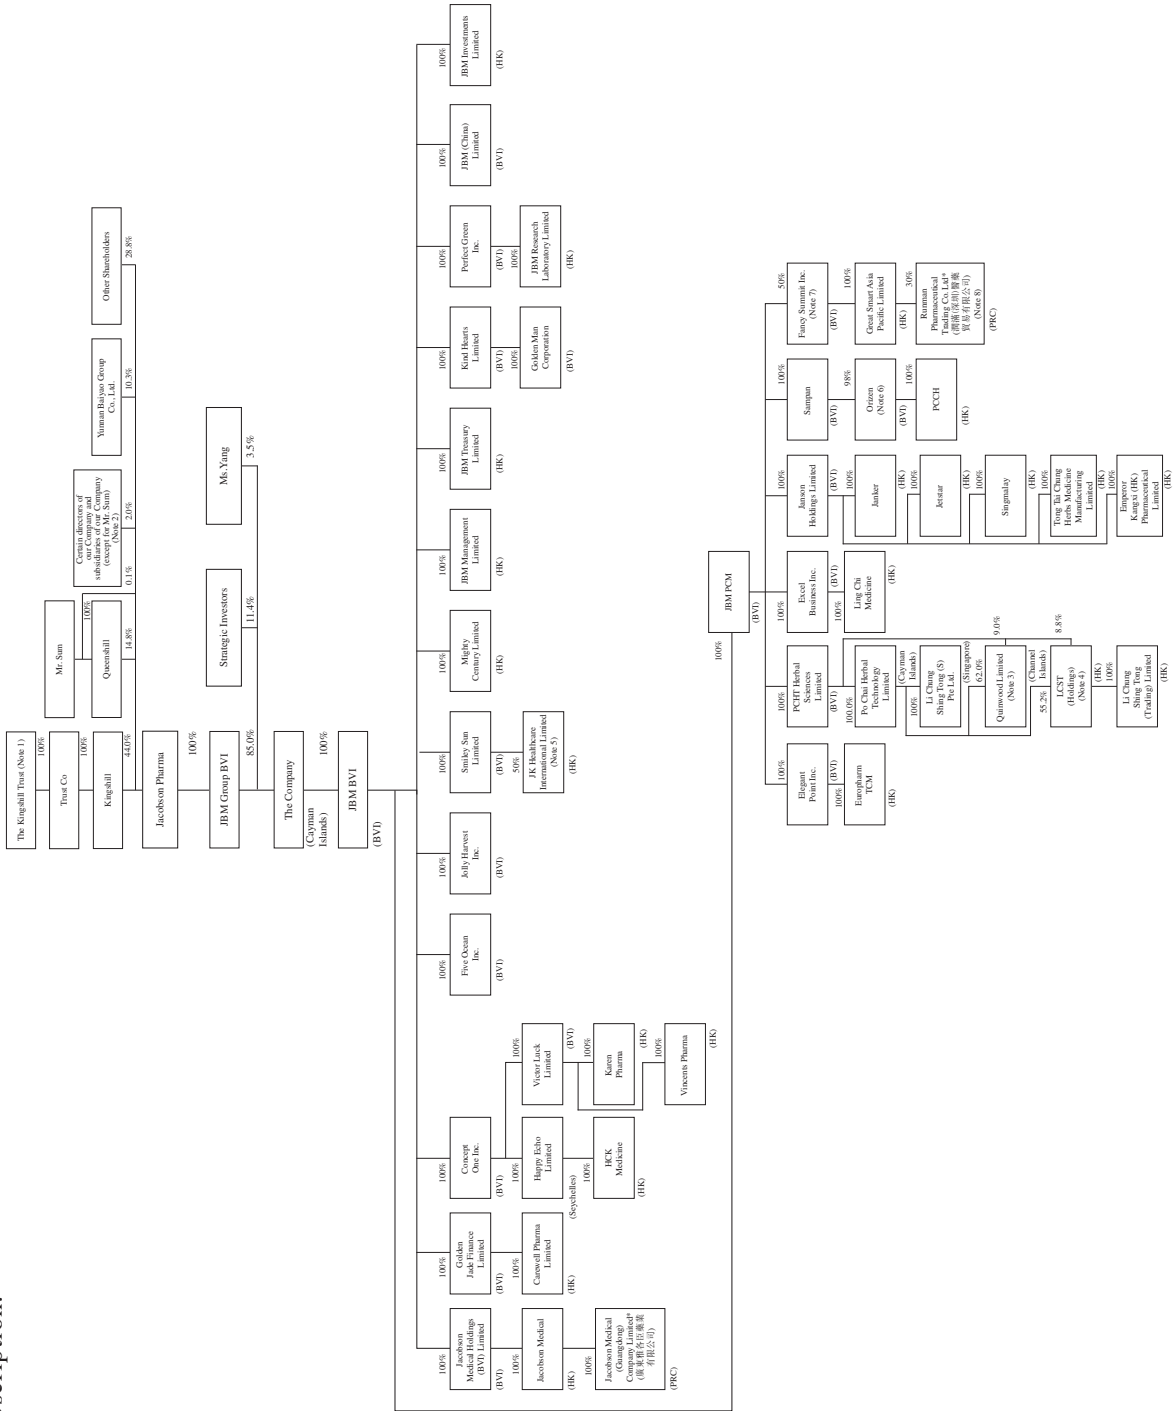 scription:
The Kingshill Trust (Note 1)
100%
Trust Co
100%
Kingshill
44.0%
Mr. Sum
100%
Queenshill
14.8%
0.1%
Certain directors of
our Company and
subsidiaries of our Company
(except for Mr. Sum)
(Note 2)
2.0%
Yunnan Baiyao Group
Co., Ltd.
10.3%
Other Shareholders
28.8%
Jacobson Pharma
100%
JBM Group BVI
85.0%
Strategic Investors
11.4%
Ms.Yang
3.5%
The Company
(Cayman
Islands)
100%
JBM BVI
(BVI)
100%
Jacobson
Medical Holdings
(BVI) Limited
(BVI)
100%
Jacobson Medical
(HK)
100%
Jacobson Medical
(Guangdong)
Company Limited*
(廣東雅各臣藥業
有限公司)
(PRC)
100%
Golden
Jade Finance
Limited
(BVI)
100%
Carewell Pharma
Limited
(HK)
100%
Concept
One Inc.
(BVI)
100%
Happy Echo
Limited
(Seychelles)
100%
HCK
Medicine
(HK)
100%
Victor Luck
Limited
(BVI)
100%
Karen
Pharma
(HK)
100%
Vincents Pharma
(HK)
100%
Five Ocean
Inc.
(BVI)
100%
Jolly Harvest
Inc.
(BVI)
100%
Smiley Sun
Limited
(BVI)
50%
JK Healthcare
International Limited
(Note 5)
(HK)
100%
Mighty
Century Limited
(HK)
100%
JBM Management
Limited
(HK)
100%
JBM Treasury
Limited
(HK)
100%
Kind Hearts
Limited
(BVI)
100%
Golden Man
Corporation
(BVI)
100%
Perfect Green
Inc.
(BVI)
100%
JBM Research
Laboratory Limited
(HK)
100%
JBM (China)
Limited
(BVI)
100%
JBM Investments
Limited
(HK)
100%
JBM PCM
(BVI)
100%
Elegant
Point Inc.
(BVI)
100%
Europharm
TCM
(HK)
100%
PCHT Herbal
Sciences
Limited
(BVI)
100.0%
Po Chai Herbal
Technology
Limited
(Cayman
Islands)
100%
Li Chung
Shing Tong (S)
Pte Ltd.
(Singapore)
62.0%
9.0%
Quinwood Limited
(Note 3)
(Channel
Islands)
55.2%
8.8%
LCST
(Holdings)
(Note 4)
(HK)
100%
Li Chung
Shing Tong
(Trading) Limited
(HK)
100%
Excel
Business Inc.
(BVI)
100%
Ling Chi
Medicine
(HK)
100%
Janson
Holdings Limited
(BVI)
100%
Janker
(HK)
100%
Jetstar
(HK)
100%
Singmalay
(HK)
100%
Tong Tai Chung
Herbs Medicine
Manufacturing
Limited
(HK)
100%
Emperor
Kangxi (HK)
Pharmaceutical
Limited
(HK)
100%
Sampan
(BVI)
98%
Orizen
(Note 6)
(BVI)
100%
PCCH
(HK)
50%
Fancy Summit Inc.
(Note 7)
(BVI)
100%
Great Smart Asia
Pacific Limited
(HK)
30%
Runman
Pharmaceutical
Trading Co. Ltd*
(潤滿(深圳)醫藥
貿易有限公司)
(Note 8)
(PRC)